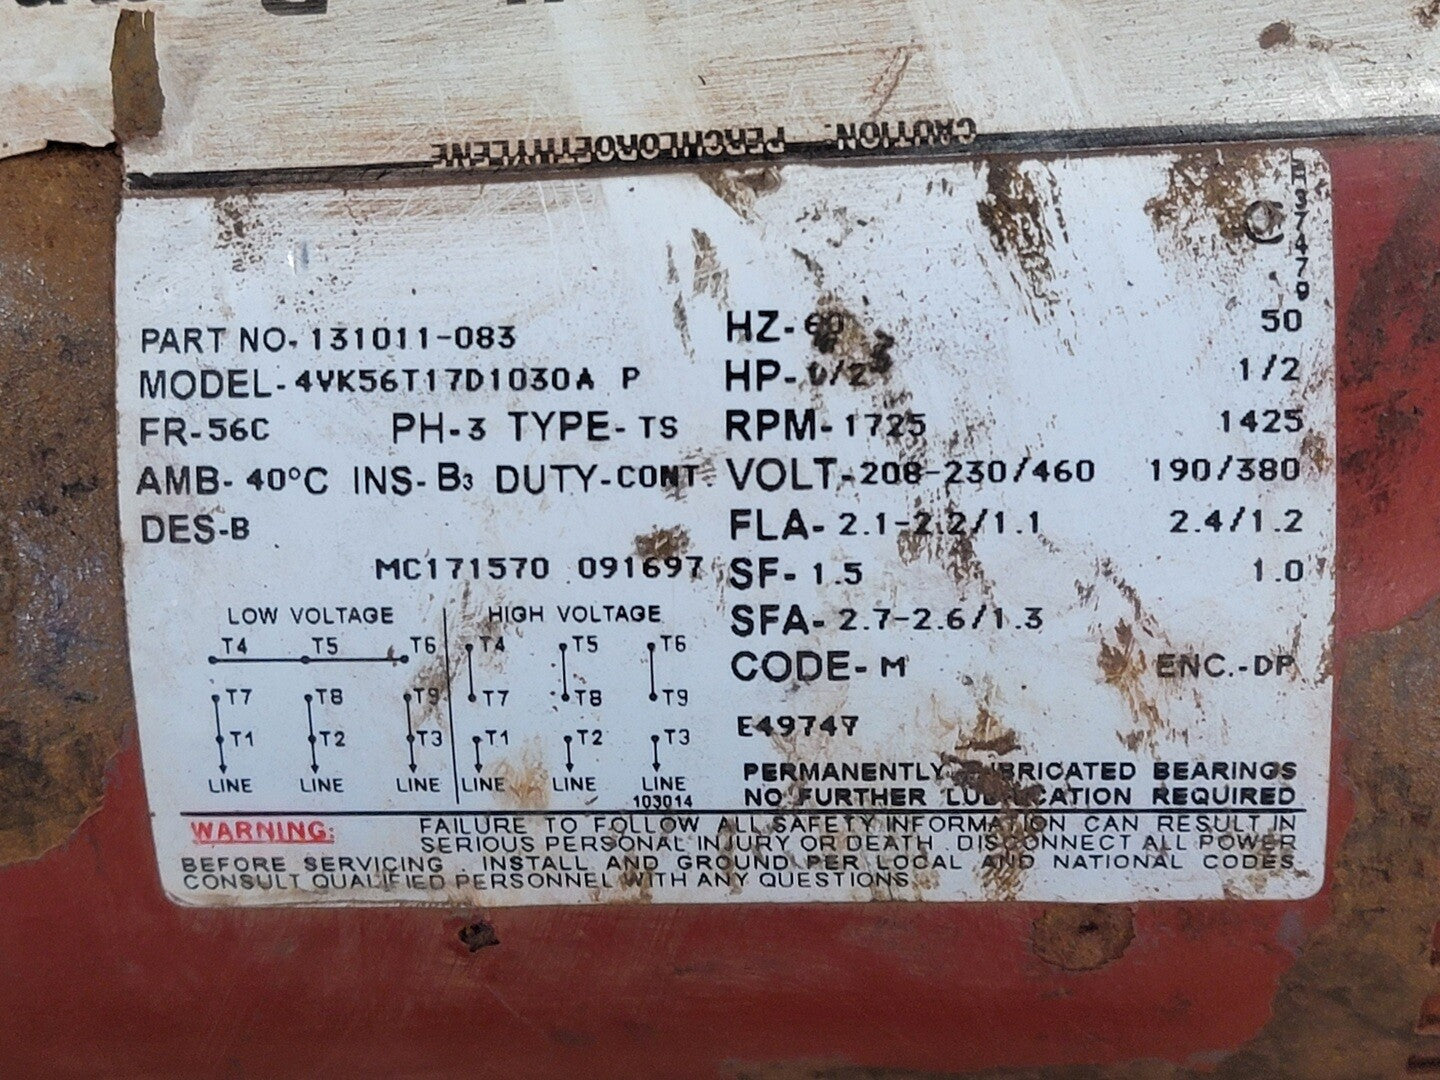 CAUTION: PERCHLOROETHYLENE
LR37479
PART NO- 131011-083
MODEL- 4VK56T17D1030A P
FR-56C PH-3 TYPE- TS
AMB- 40°C INS- B3 DUTY-CONT.
DES-B
MC171570 091697
HZ- 60 50
HP- 1/2 1/2
RPM- 1725 1425
VOLT-208-230/460 190/380
FLA- 2.1-2.2/1.1 2.4/1.2
SF- 1.5 1.0
SFA- 2.7-2.6/1.3
CODE- M ENC.-DP
E49747
PERMANENTLY LUBRICATED BEARINGS
NO FURTHER LUBRICATION REQUIRED
LOW VOLTAGE HIGH VOLTAGE
T4 T5 T6 T4 T5 T6
T7 T8 T9 T7 T8 T9
T1 T2 T3 T1 T2 T3
LINE LINE LINE LINE LINE LINE
103014
WARNING: FAILURE TO FOLLOW ALL SAFETY INFORMATION CAN RESULT IN
SERIOUS PERSONAL INJURY OR DEATH. DISCONNECT ALL POWER
BEFORE SERVICING. INSTALL AND GROUND PER LOCAL AND NATIONAL CODES
CONSULT QUALIFIED PERSONNEL WITH ANY QUESTIONS.